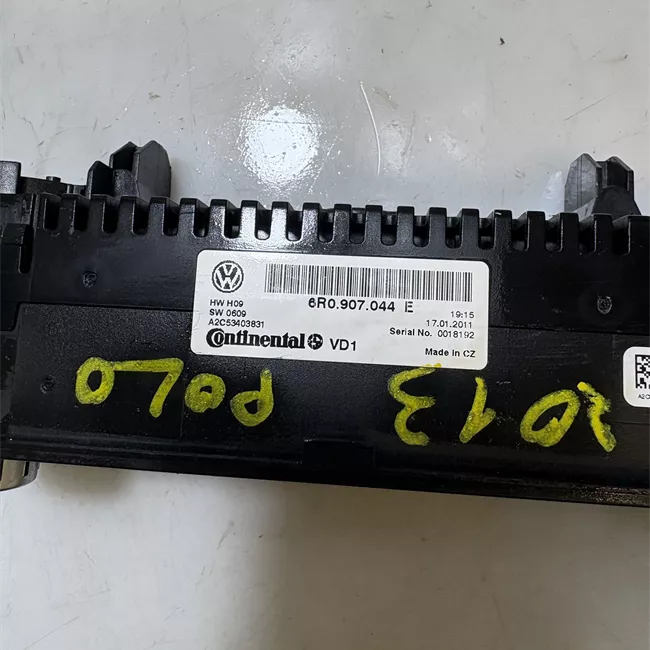 6R0.907.044 E
HW H09
SW 0609
A2C53403831
19:15
17.01.2011
Serial No. 0018192
Continental VD1
Made in CZ
A2C
POLO
2013